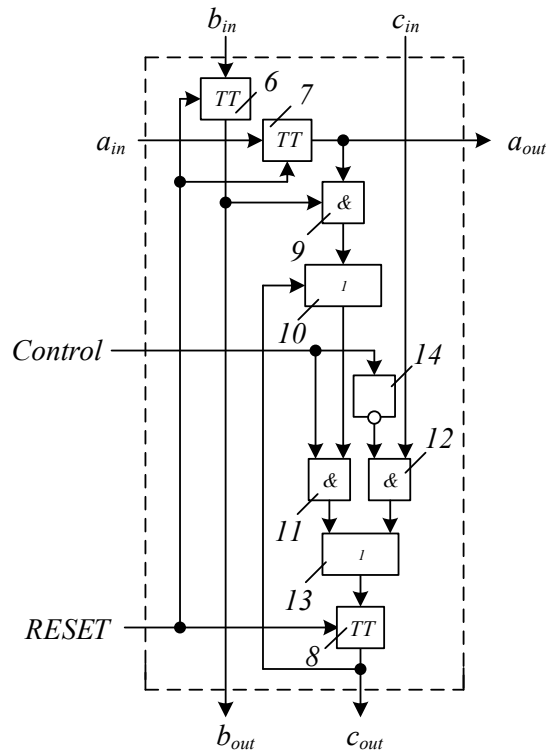 b_in c_in
6
7
TT
a_in TT a_out
&
9
1
10
Control
14
12
& &
11
1
13
RESET TT
8
b_out c_out